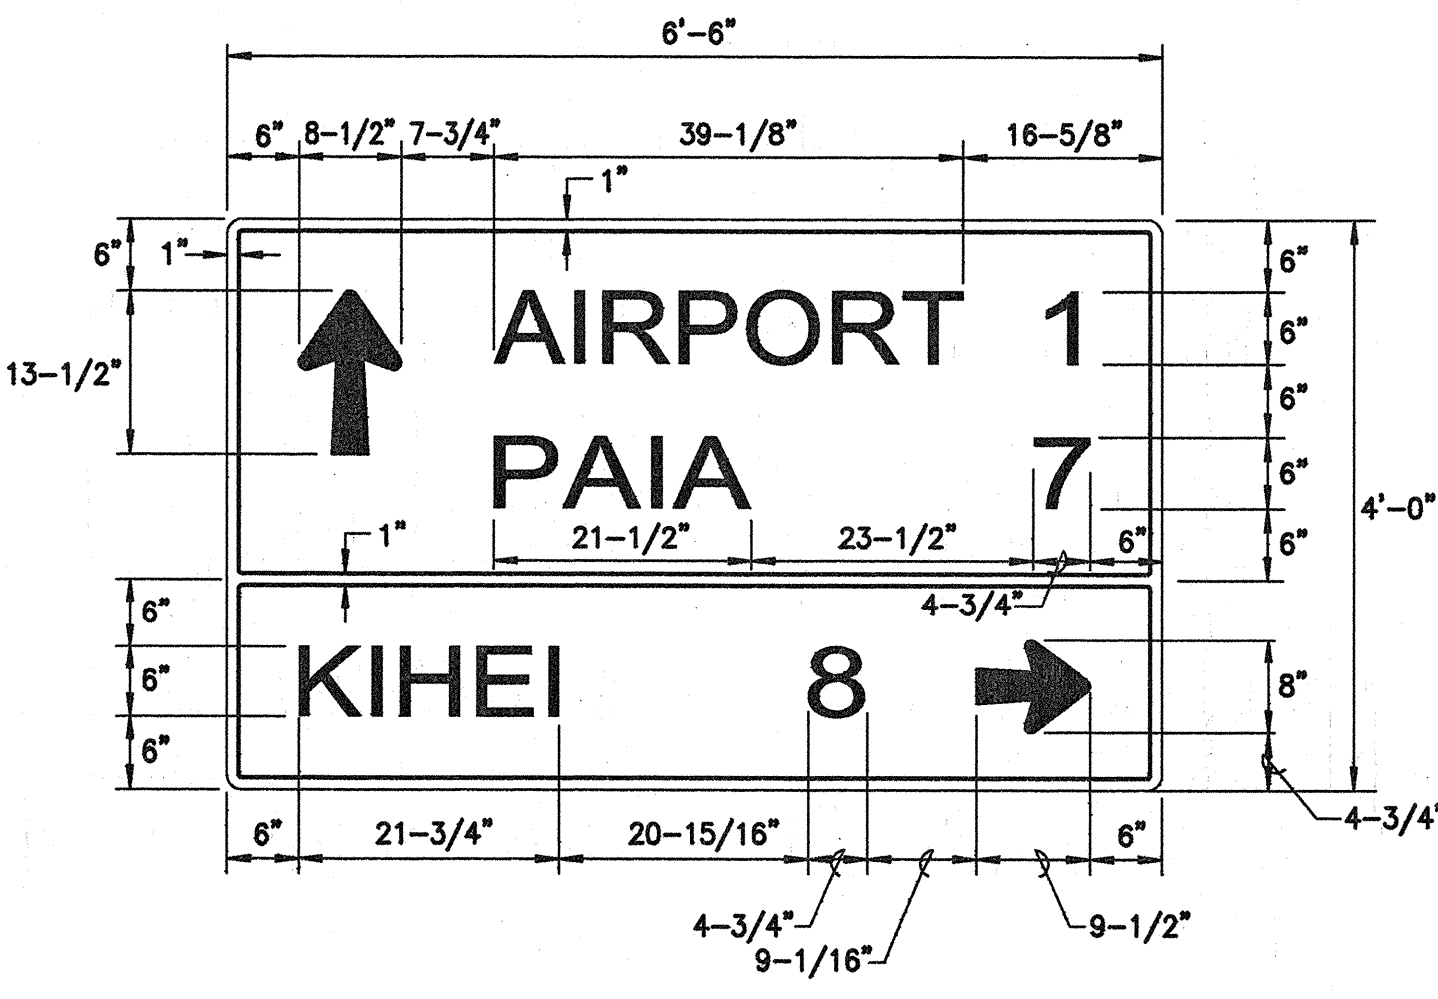 6'-6"
6" 8-1/2" 7-3/4" 39-1/8" 16-5/8"
1"
6" 1" 6"
AIRPORT 1 6"
13-1/2" 6"
PAIA 7 6" 4'-0"
1" 21-1/2" 23-1/2" 6" 6"
4-3/4"
6"
KIHEI 8
6" 8"
6"
4-3/4"
6" 21-3/4" 20-15/16" 6"
4-3/4" 9-1/2"
9-1/16"